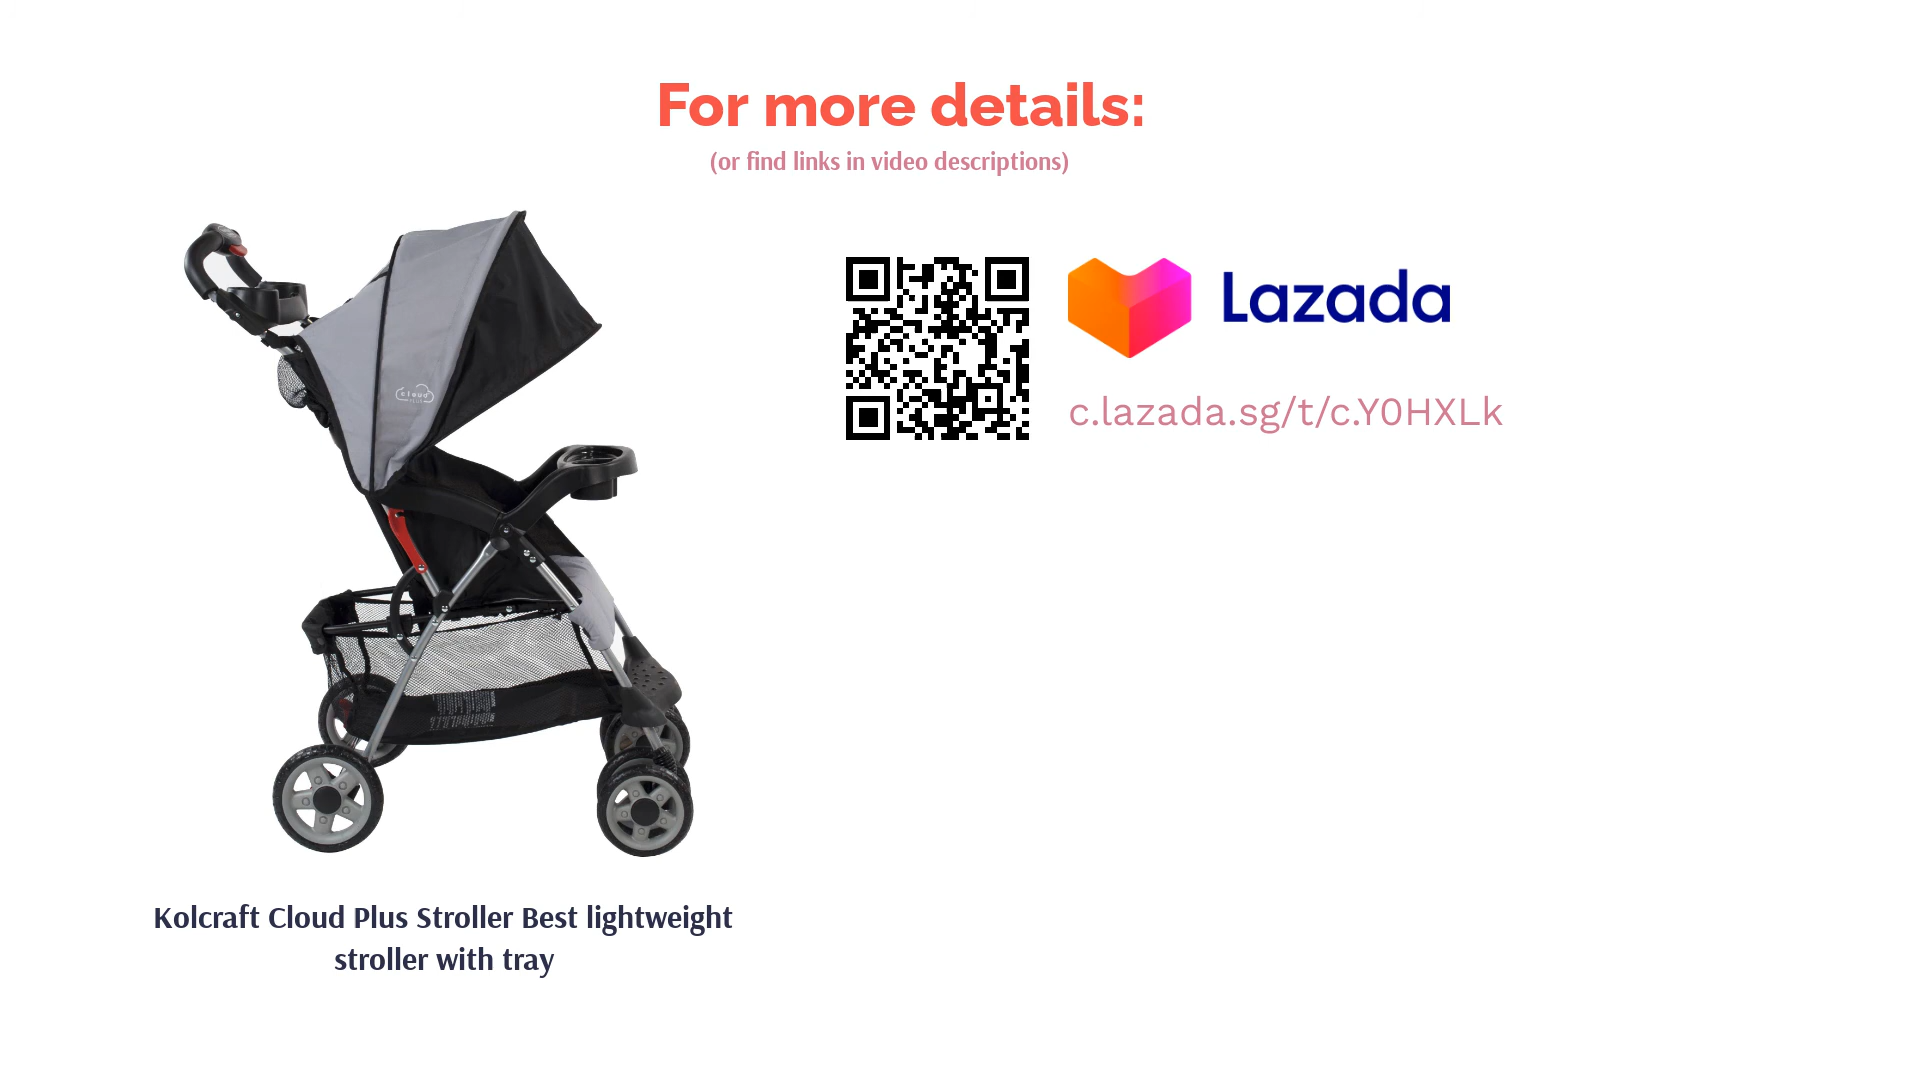 For more details:
(or find links in video descriptions)
Lazada
c.lazada.sg/t/c.Y0HXLk
cloud
Kolcraft Cloud Plus Stroller Best lightweight
stroller with tray